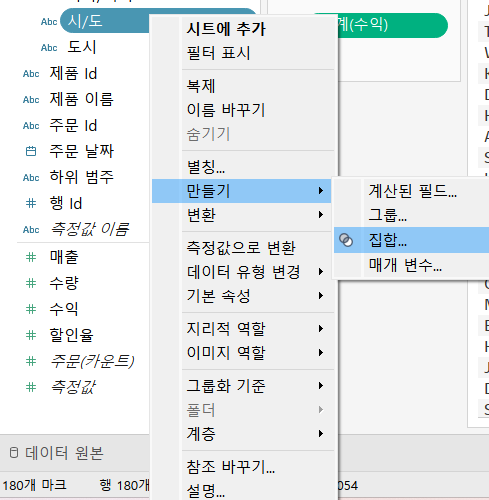 Abc 시/도
Abc 도시
Abc 제품 Id
Abc 제품 이름
Abc 주문 Id
주문 날짜
Abc 하위 범주
# 행 Id
Abc 측정값 이름
# 매출
# 수량
# 수익
# 할인율
# 주문(카운트)
# 측정값
데이터 원본
180개 마크
행 180개
시트에 추가
필터 표시
복제
이름 바꾸기
숨기기
별칭...
만들기
변환
측정값으로 변환
데이터 유형 변경
기본 속성
지리적 역할
이미지 역할
그룹화 기준
폴더
계층
참조 바꾸기...
설명...
계산된 필드...
그룹...
집합...
매개 변수...
계(수익)
054